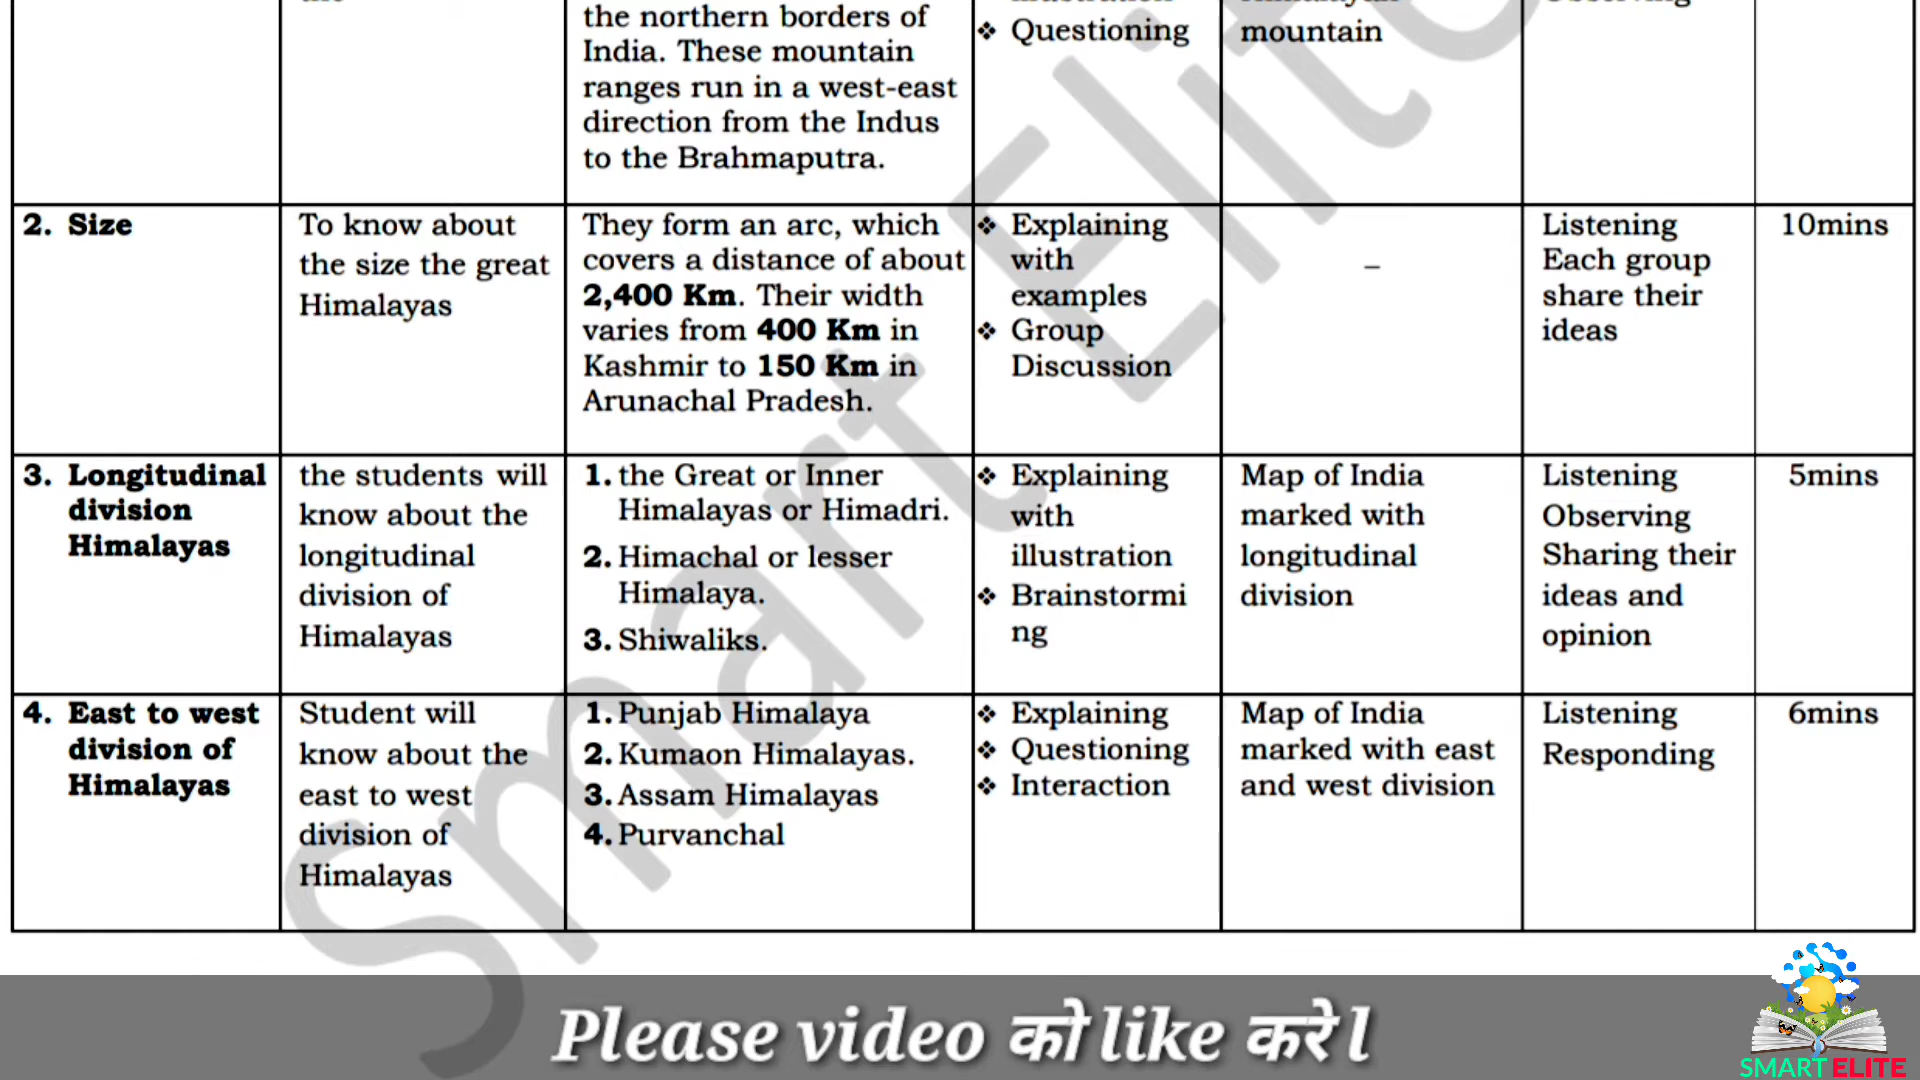 the northern borders of
India. These mountain
ranges run in a west-east
direction from the Indus
to the Brahmaputra.
❖ Questioning
mountain
2. Size
To know about
the size the great
Himalayas
They form an arc, which
covers a distance of about
2,400 Km. Their width
varies from 400 Km in
Kashmir to 150 Km in
Arunachal Pradesh.
❖ Explaining
with
examples
❖ Group
Discussion
–
Listening
Each group
share their
ideas
10mins
3. Longitudinal
division
Himalayas
the students will
know about the
longitudinal
division of
Himalayas
1. the Great or Inner
Himalayas or Himadri.
2. Himachal or lesser
Himalaya.
3. Shiwaliks.
❖ Explaining
with
illustration
❖ Brainstormi
ng
Map of India
marked with
longitudinal
division
Listening
Observing
Sharing their
ideas and
opinion
5mins
4. East to west
division of
Himalayas
Student will
know about the
east to west
division of
Himalayas
1. Punjab Himalaya
2. Kumaon Himalayas.
3. Assam Himalayas
4. Purvanchal
❖ Explaining
❖ Questioning
❖ Interaction
Map of India
marked with east
and west division
Listening
Responding
6mins
Smart Elite
Please video को like करे l
SMART ELITE